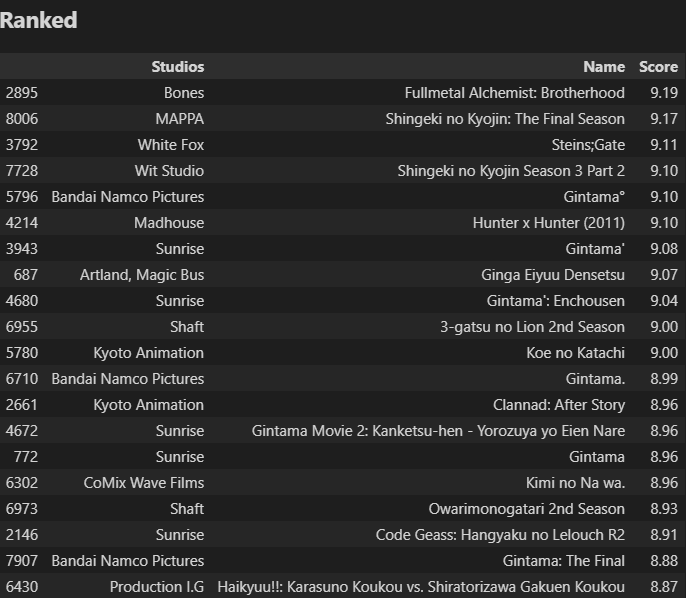 Ranked
Studios Name Score
2895 Bones Fullmetal Alchemist: Brotherhood 9.19
8006 MAPPA Shingeki no Kyojin: The Final Season 9.17
3792 White Fox Steins;Gate 9.11
7728 Wit Studio Shingeki no Kyojin Season 3 Part 2 9.10
5796 Bandai Namco Pictures Gintama° 9.10
4214 Madhouse Hunter x Hunter (2011) 9.10
3943 Sunrise Gintama' 9.08
687 Artland, Magic Bus Ginga Eiyuu Densetsu 9.07
4680 Sunrise Gintama': Enchousen 9.04
6955 Shaft 3-gatsu no Lion 2nd Season 9.00
5780 Kyoto Animation Koe no Katachi 9.00
6710 Bandai Namco Pictures Gintama. 8.99
2661 Kyoto Animation Clannad: After Story 8.96
4672 Sunrise Gintama Movie 2: Kanketsu-hen - Yorozuya yo Eien Nare 8.96
772 Sunrise Gintama 8.96
6302 CoMix Wave Films Kimi no Na wa. 8.96
6973 Shaft Owarimonogatari 2nd Season 8.93
2146 Sunrise Code Geass: Hangyaku no Lelouch R2 8.91
7907 Bandai Namco Pictures Gintama: The Final 8.88
6430 Production I.G Haikyuu!!: Karasuno Koukou vs. Shiratorizawa Gakuen Koukou 8.87